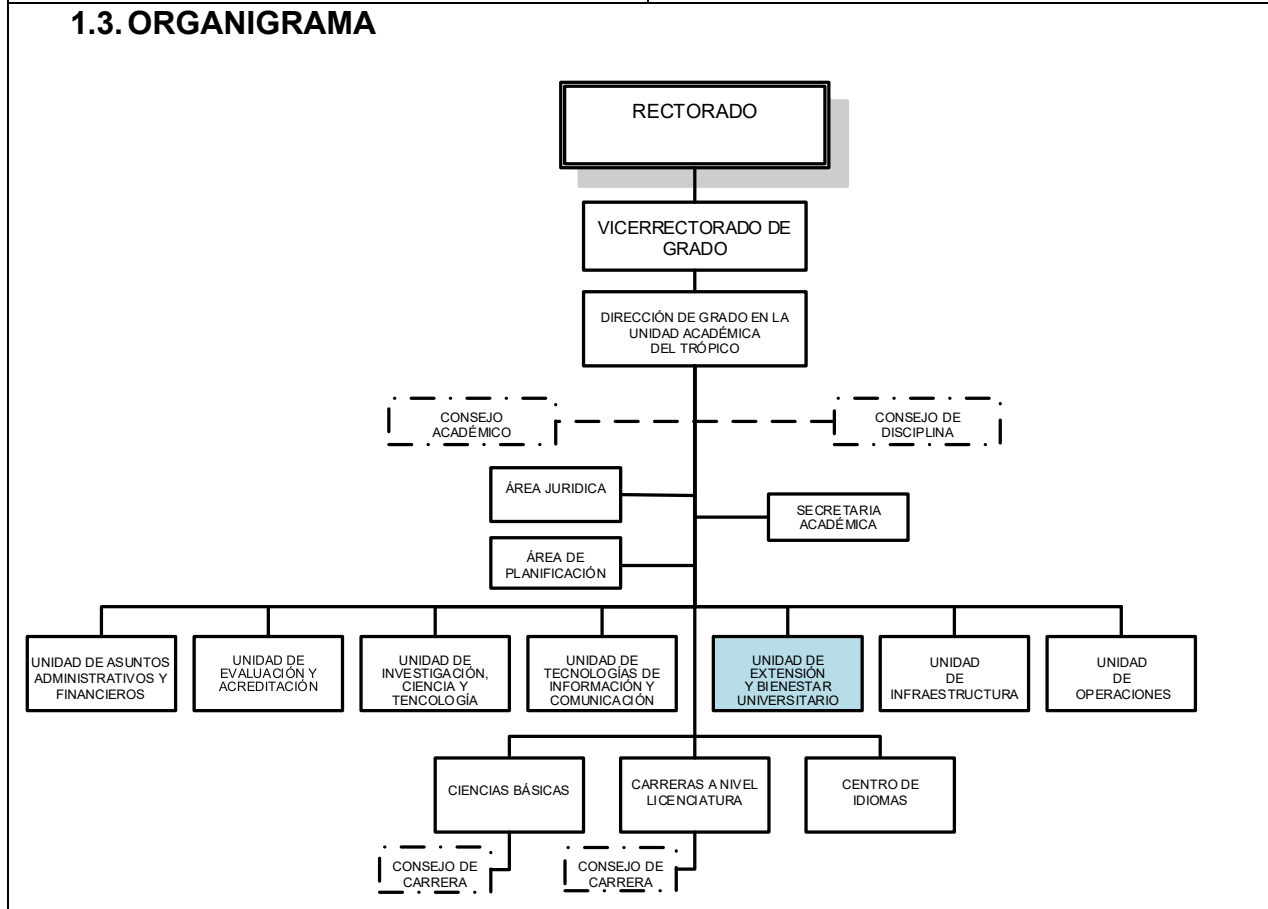 1.3. ORGANIGRAMA
RECTORADO
VICERRECTORADO DE
GRADO
DIRECCIÓN DE GRADO EN LA
UNIDAD ACADÉMICA
DEL TRÓPICO
CONSEJO
ACADÉMICO
CONSEJO DE
DISCIPLINA
ÁREA JURIDICA
SECRETARIA
ACADÉMICA
ÁREA DE
PLANIFICACIÓN
UNIDAD DE ASUNTOS
ADMINISTRATIVOS Y
FINANCIEROS
UNIDAD DE
EVALUACIÓN Y
ACREDITACIÓN
UNIDAD DE
INVESTIGACIÓN,
CIENCIA Y
TENCOLOGÍA
UNIDAD DE
TECNOLOGÍAS DE
INFORMACIÓN Y
COMUNICACIÓN
UNIDAD DE
EXTENSIÓN
Y BIENESTAR
UNIVERSITARIO
UNIDAD
DE
INFRAESTRUCTURA
UNIDAD
DE
OPERACIONES
CIENCIAS BÁSICAS
CARRERAS A NIVEL
LICENCIATURA
CENTRO DE
IDIOMAS
CONSEJO DE
CARRERA
CONSEJO DE
CARRERA